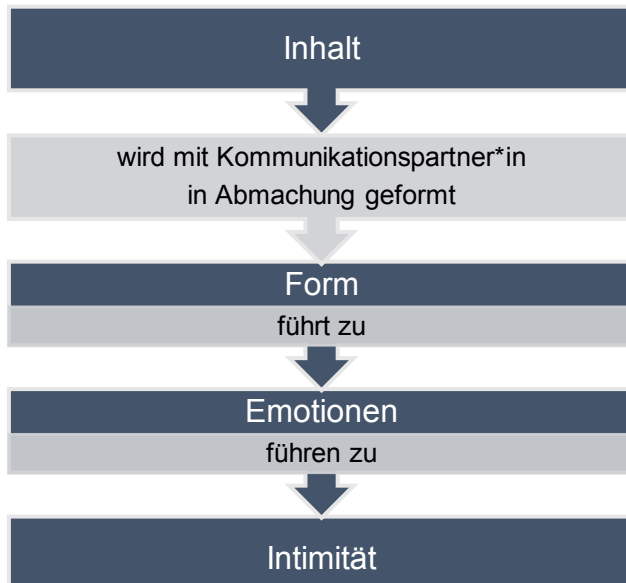 Inhalt
wird mit Kommunikationspartner*in
in Abmachung geformt
Form
führt zu
Emotionen
führen zu
Intimität